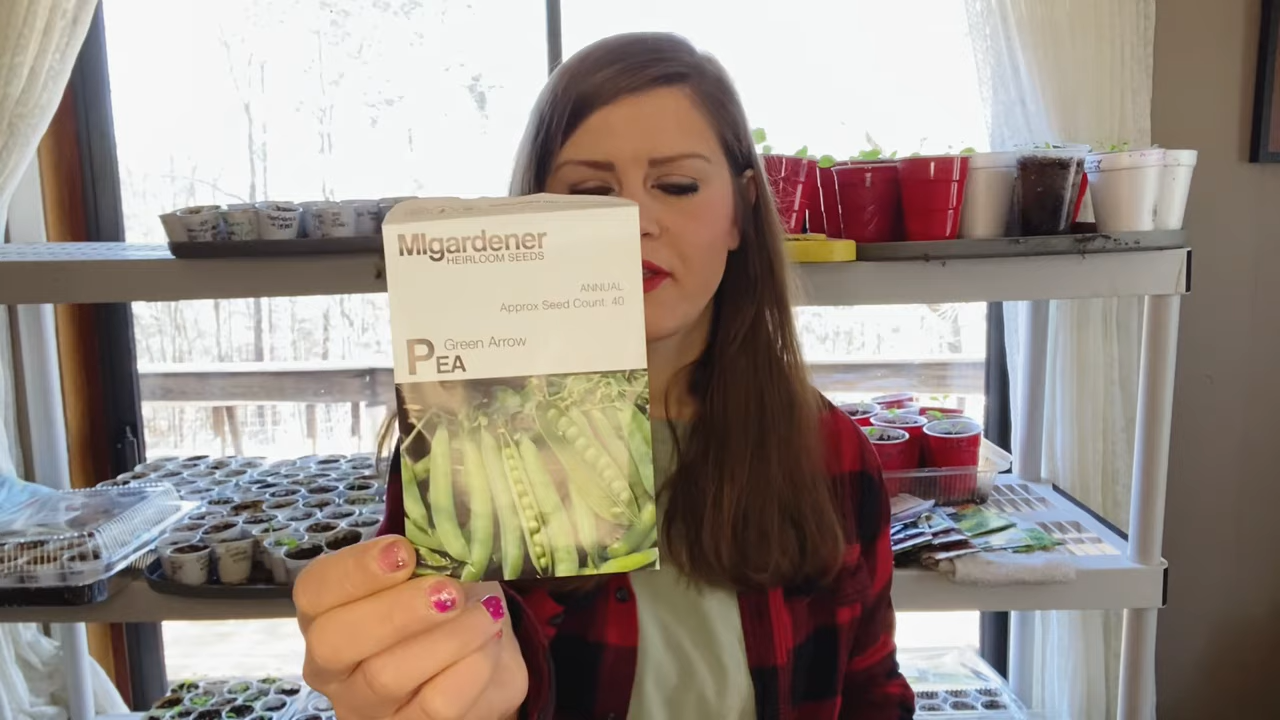 MIgardener
HEIRLOOM SEEDS
ANNUAL
Approx Seed Count: 40
Green Arrow
PEA